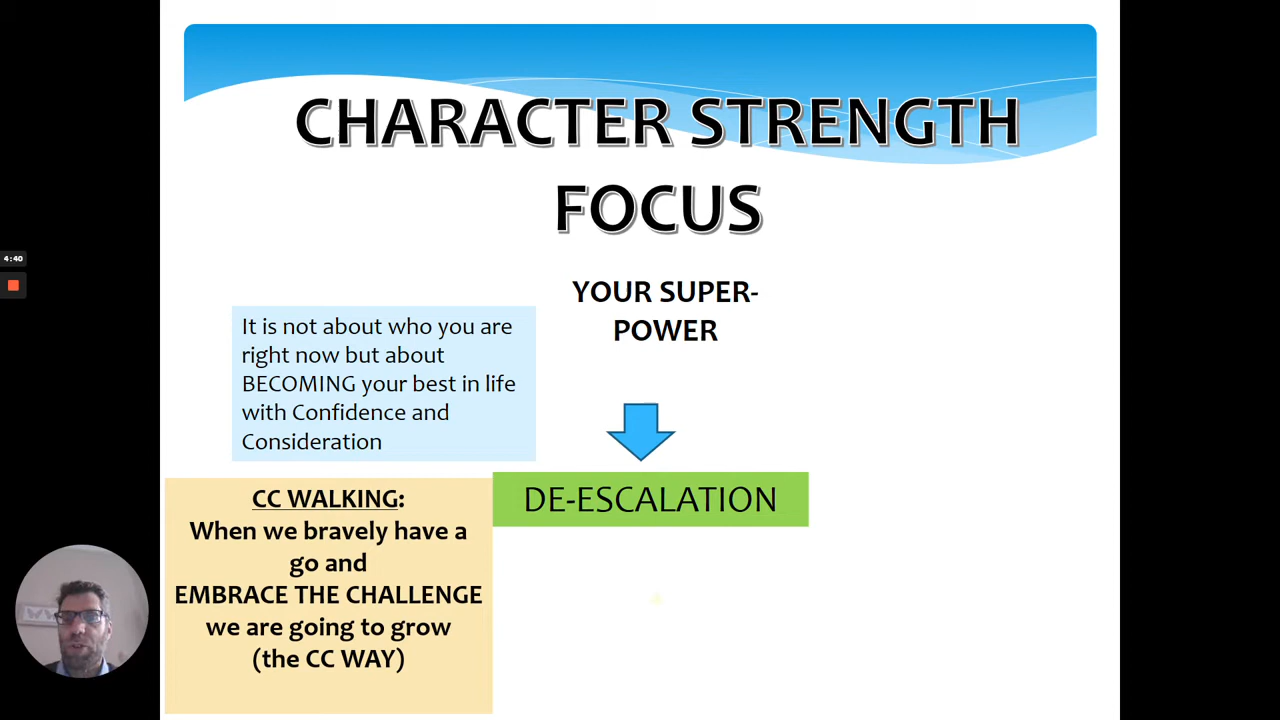 CHARACTER STRENGTH
FOCUS
YOUR SUPER-
POWER
4:40
It is not about who you are
right now but about
BECOMING your best in life
with Confidence and
Consideration
DE-ESCALATION
CC WALKING:
When we bravely have a
go and
EMBRACE THE CHALLENGE
we are going to grow
(the CC WAY)